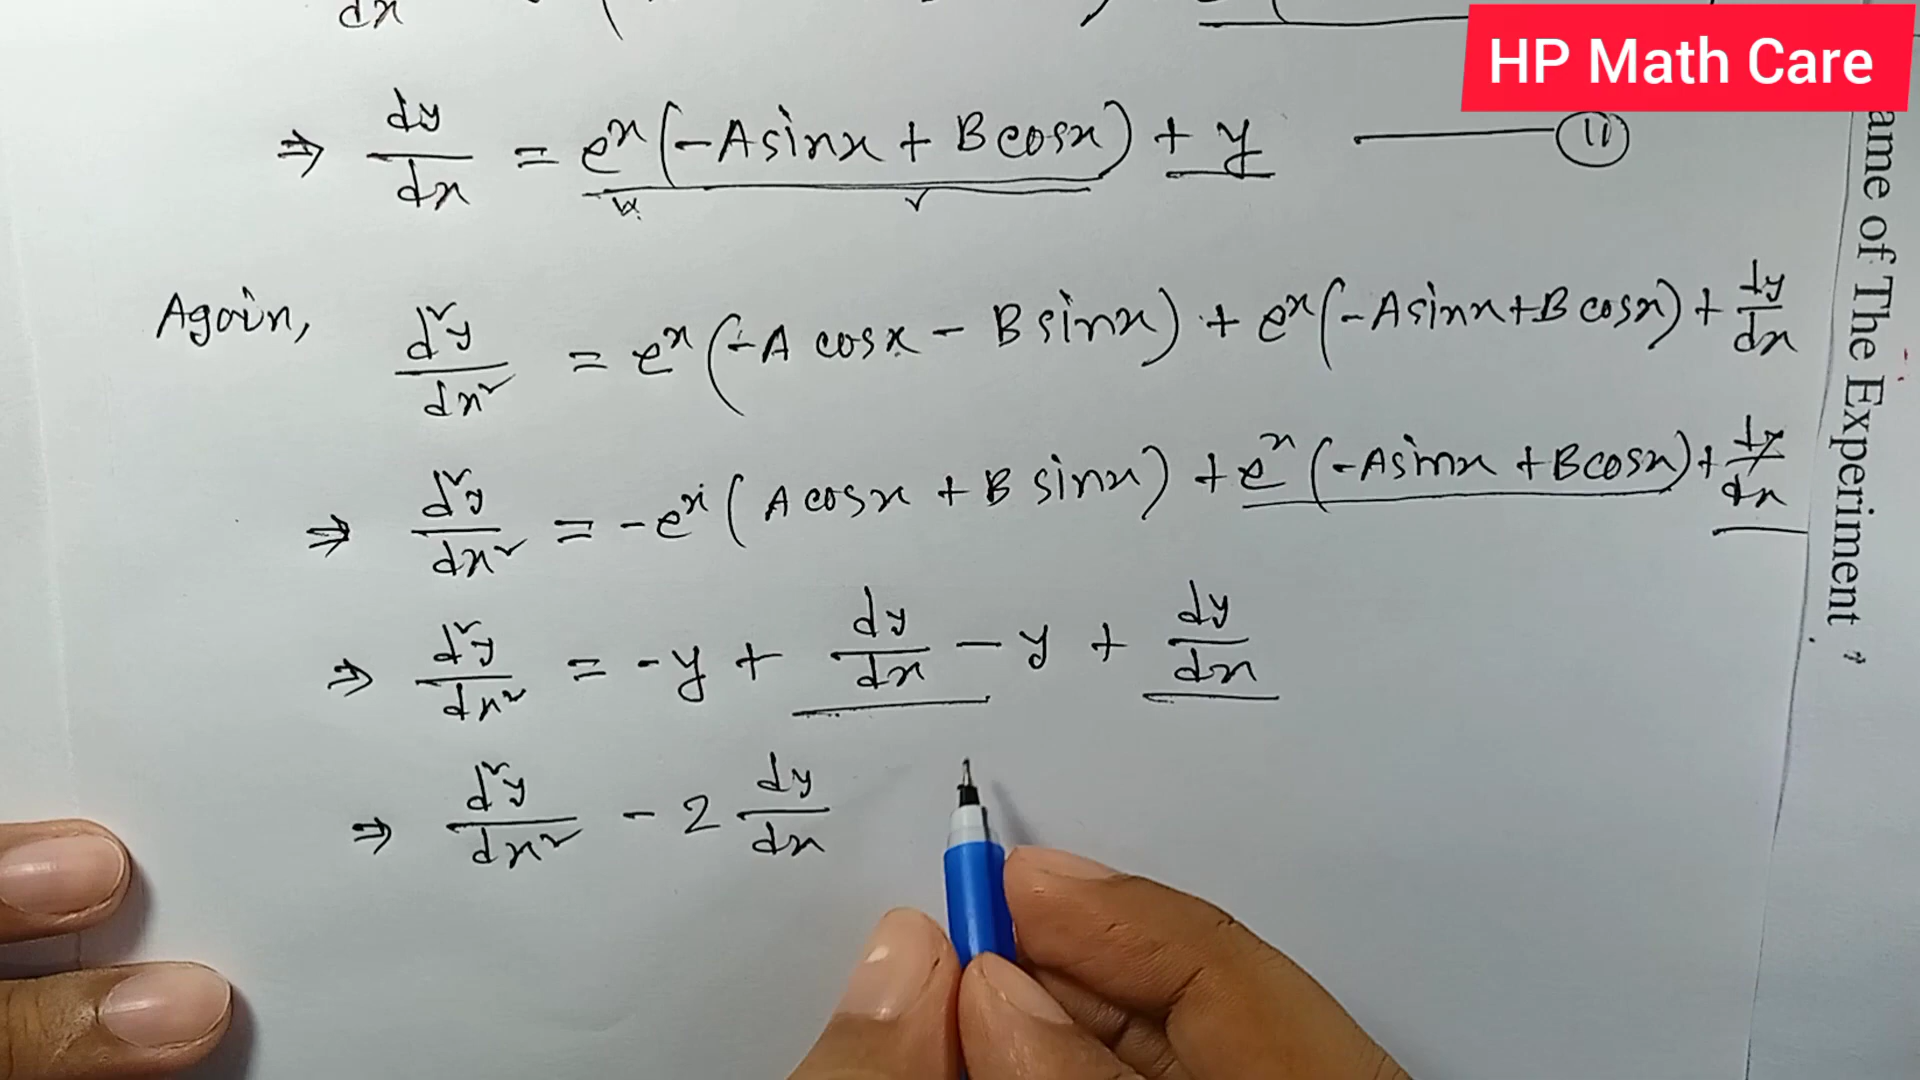 dx
HP Math Care
⇒ dy/dx = eˣ(-A sinx + B cosx) + y ——— (11)
Again, d²y/dx² = eˣ(-A cosx - B sinx) + eˣ(-A sinx + B cosx) + dy/dx
⇒ d²y/dx² = -eˣ(A cosx + B sinx) + eˣ(-A sinx + B cosx) + dy/dx
⇒ d²y/dx² = -y + dy/dx - y + dy/dx
⇒ d²y/dx² - 2 dy/dx
ame of The Experiment :